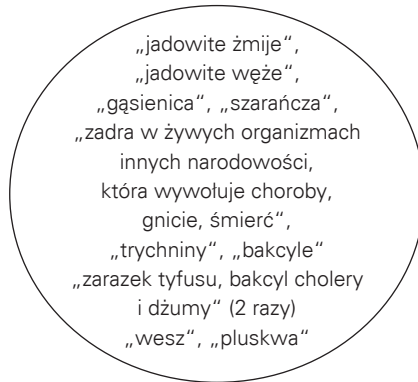 „jadowite żmije“,
„jadowite węże“,
„gąsienica“, „szarańcza“,
„zadra w żywych organizmach
innych narodowości,
która wywołuje choroby,
gnicie, śmierć“,
„trychniny“, „bakcyle“
„zarazek tyfusu, bakcyl cholery
i dżumy“ (2 razy)
„wesz“, „pluskwa“